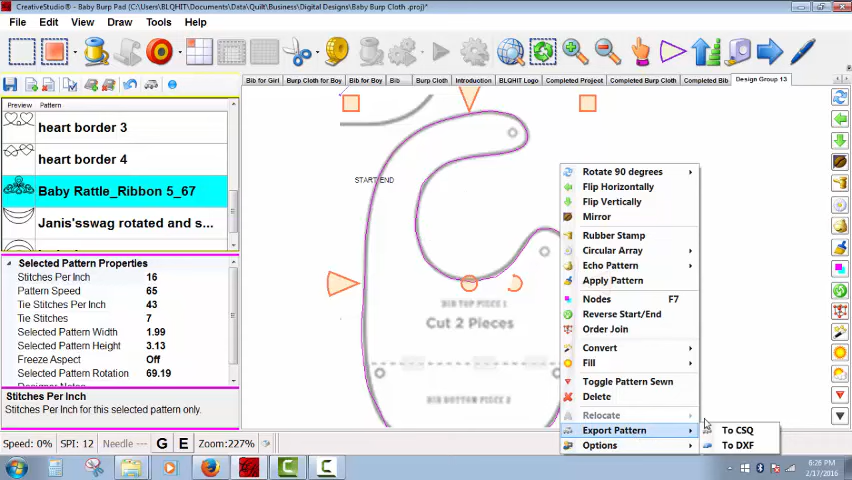 CreativeStudio® - Baby Burp Pad (C:\Users\BLQHIT\Documents\Data\Quilt\Business\Digital Designs\Baby Burp Cloth .proj)*
File Edit View Draw Tools Help
Bib for Girl Burp Cloth for Boy Bib for Boy Bib Burp Cloth Introduction BLQHIT Logo Completed Project Completed Burp Cloth Completed Bib Design Group 13
Preview Pattern
heart border 3
heart border 4
Baby Rattle_Ribbon 5_67
Janis'sswag rotated and s...
Selected Pattern Properties
Stitches Per Inch 16
Pattern Speed 65
Tie Stitches Per Inch 43
Tie Stitches 7
Selected Pattern Width 1.99
Selected Pattern Height 3.13
Freeze Aspect Off
Selected Pattern Rotation 69.19
Designer Notes
Stitches Per Inch
Stitches Per Inch for this selected pattern only.
START END
BIB TOP PIECE 1
Cut 2 Pieces
BIB BOTTOM PIECE 2
Rotate 90 degrees
Flip Horizontally
Flip Vertically
Mirror
Rubber Stamp
Circular Array
Echo Pattern
Apply Pattern
Nodes F7
Reverse Start/End
Order Join
Convert
Fill
Toggle Pattern Sewn
Delete
Relocate
Export Pattern
Options
To CSQ
To DXF
Speed: 0% SPI: 12 Needle --- G E Zoom:227%
6:26 PM
2/17/2016